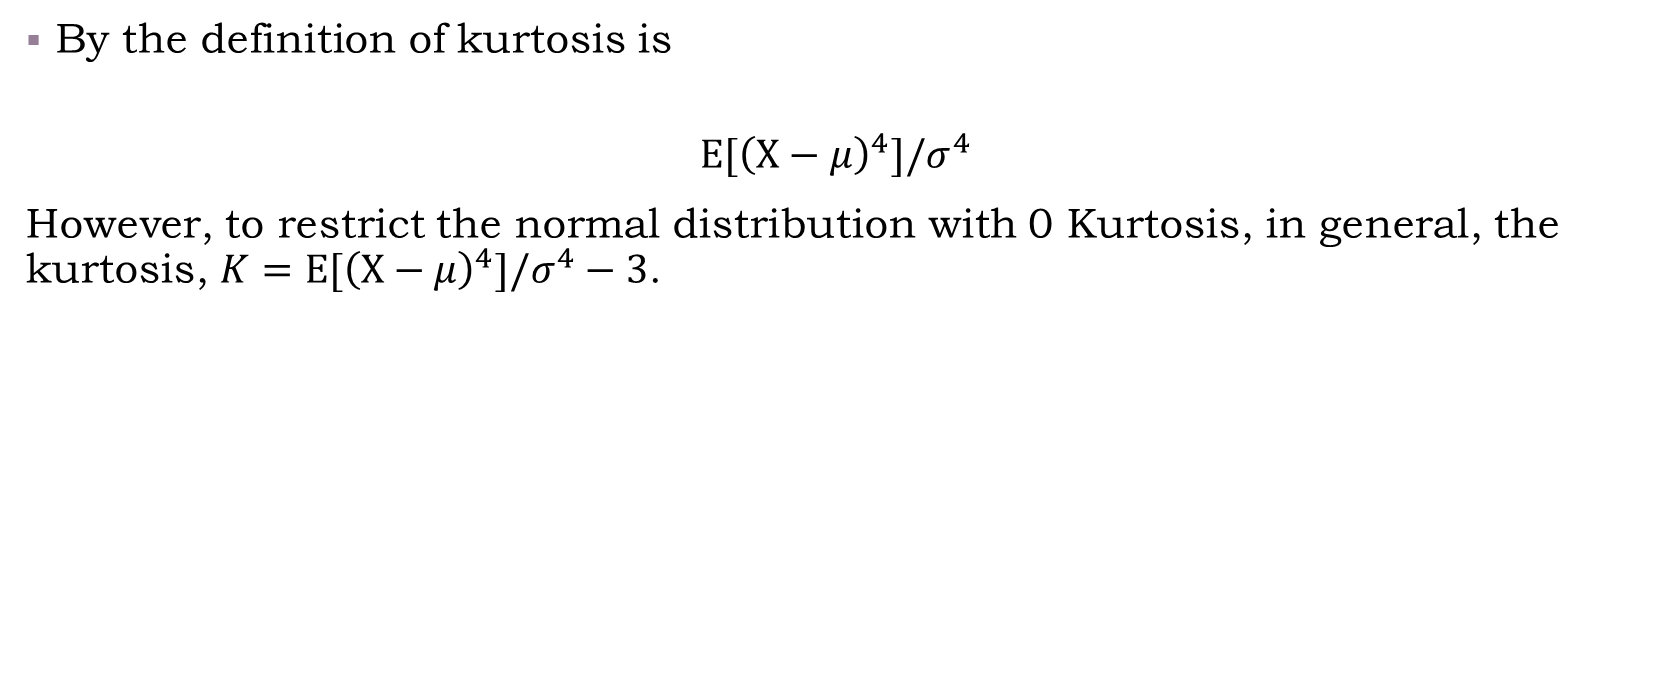 ▪ By the definition of kurtosis is
E[(X − μ)⁴]/σ⁴
However, to restrict the normal distribution with 0 Kurtosis, in general, the
kurtosis, K = E[(X − μ)⁴]/σ⁴ − 3.